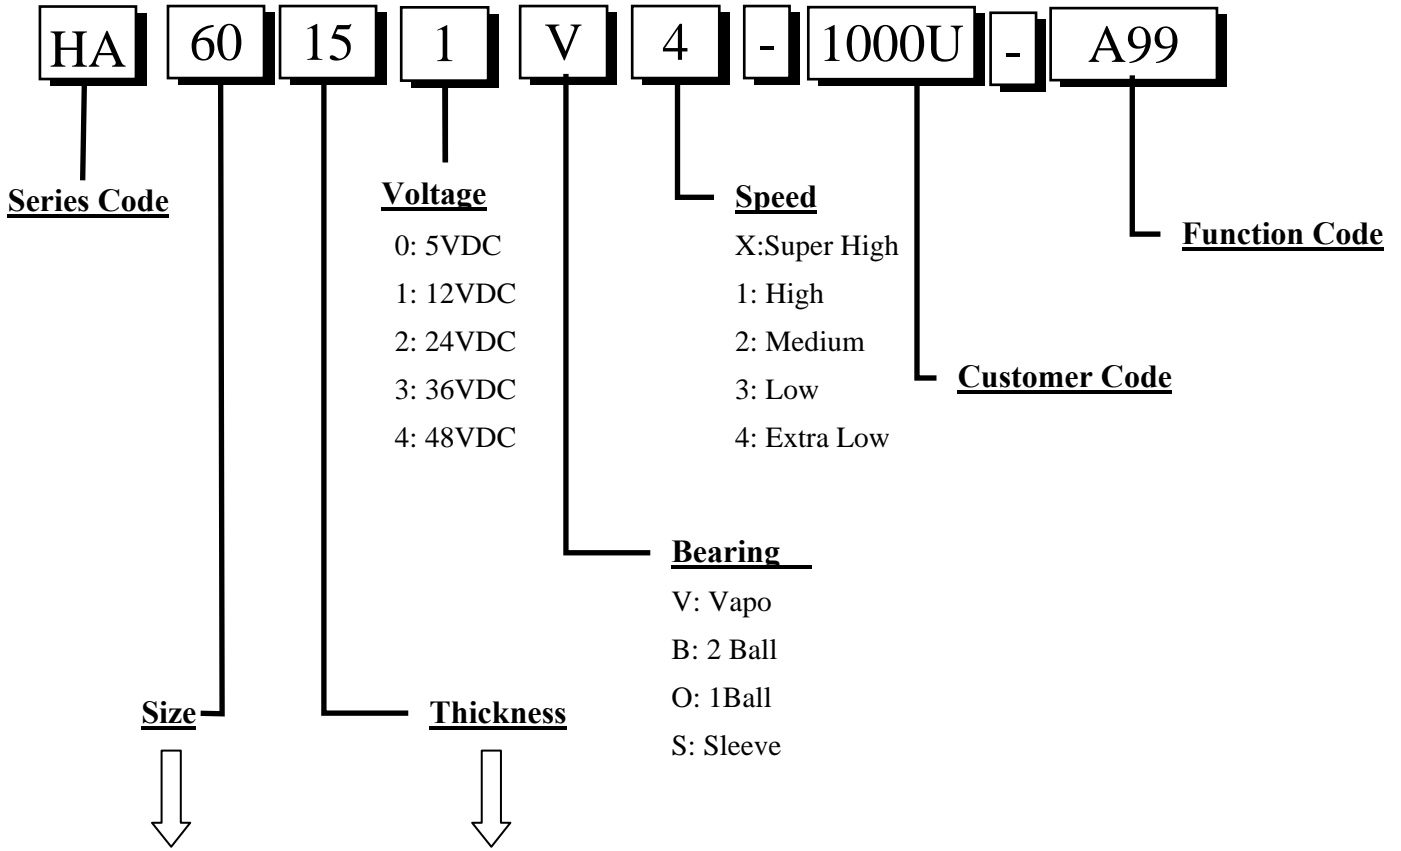 HA 60 15 1 V 4 - 1000U - A99
Series Code
Voltage
0: 5VDC
1: 12VDC
2: 24VDC
3: 36VDC
4: 48VDC
Speed
X:Super High
1: High
2: Medium
3: Low
4: Extra Low
Function Code
Customer Code
Bearing
V: Vapo
B: 2 Ball
O: 1Ball
S: Sleeve
Size
Thickness